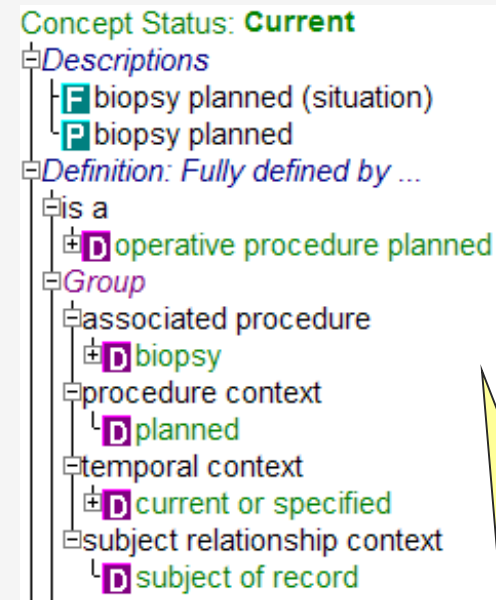 Concept Status: Current
Descriptions
F biopsy planned (situation)
P biopsy planned
Definition: Fully defined by ...
is a
D operative procedure planned
Group
associated procedure
D biopsy
procedure context
D planned
temporal context
D current or specified
subject relationship context
D subject of record